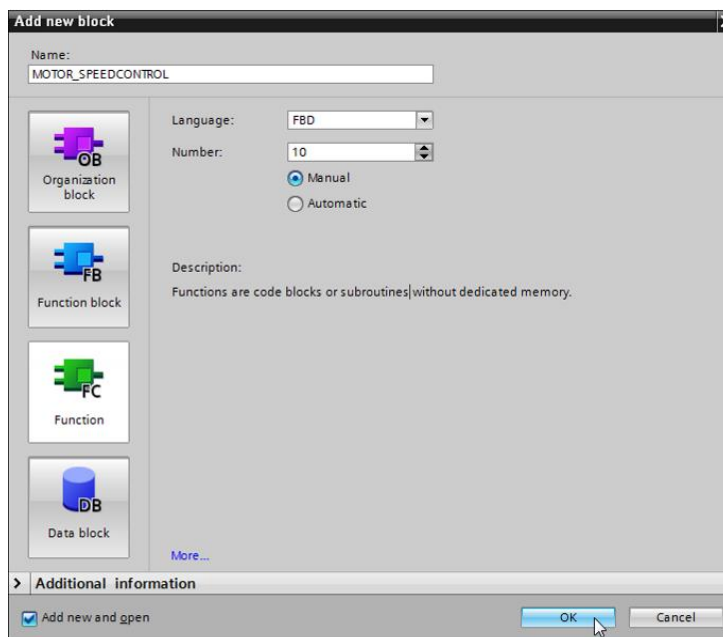 Add new block
Name:
MOTOR_SPEEDCONTROL
OB
Organization
block
FB
Function block
FC
Function
DB
Data block
Language:
FBD
Number:
10
Manual
Automatic
Description:
Functions are code blocks or subroutines without dedicated memory.
More...
> Additional information
Add new and open
OK
Cancel